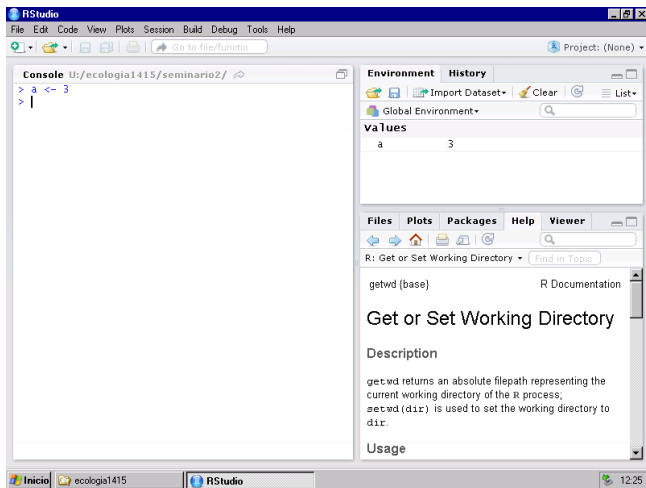 RStudio
File Edit Code View Plots Session Build Debug Tools Help
Go to file/functio
Project: (None)
Console U:/ecologia1415/seminario2/
> a <- 3
>
Environment History
Import Dataset Clear List
Global Environment
Values
a 3
Files Plots Packages Help Viewer
R: Get or Set Working Directory Find in Topic
getwd {base} R Documentation
Get or Set Working Directory
Description
getwd returns an absolute filepath representing the
current working directory of the R process;
setwd(dir) is used to set the working directory to
dir.
Usage
Inicio ecologia1415 RStudio 12:25